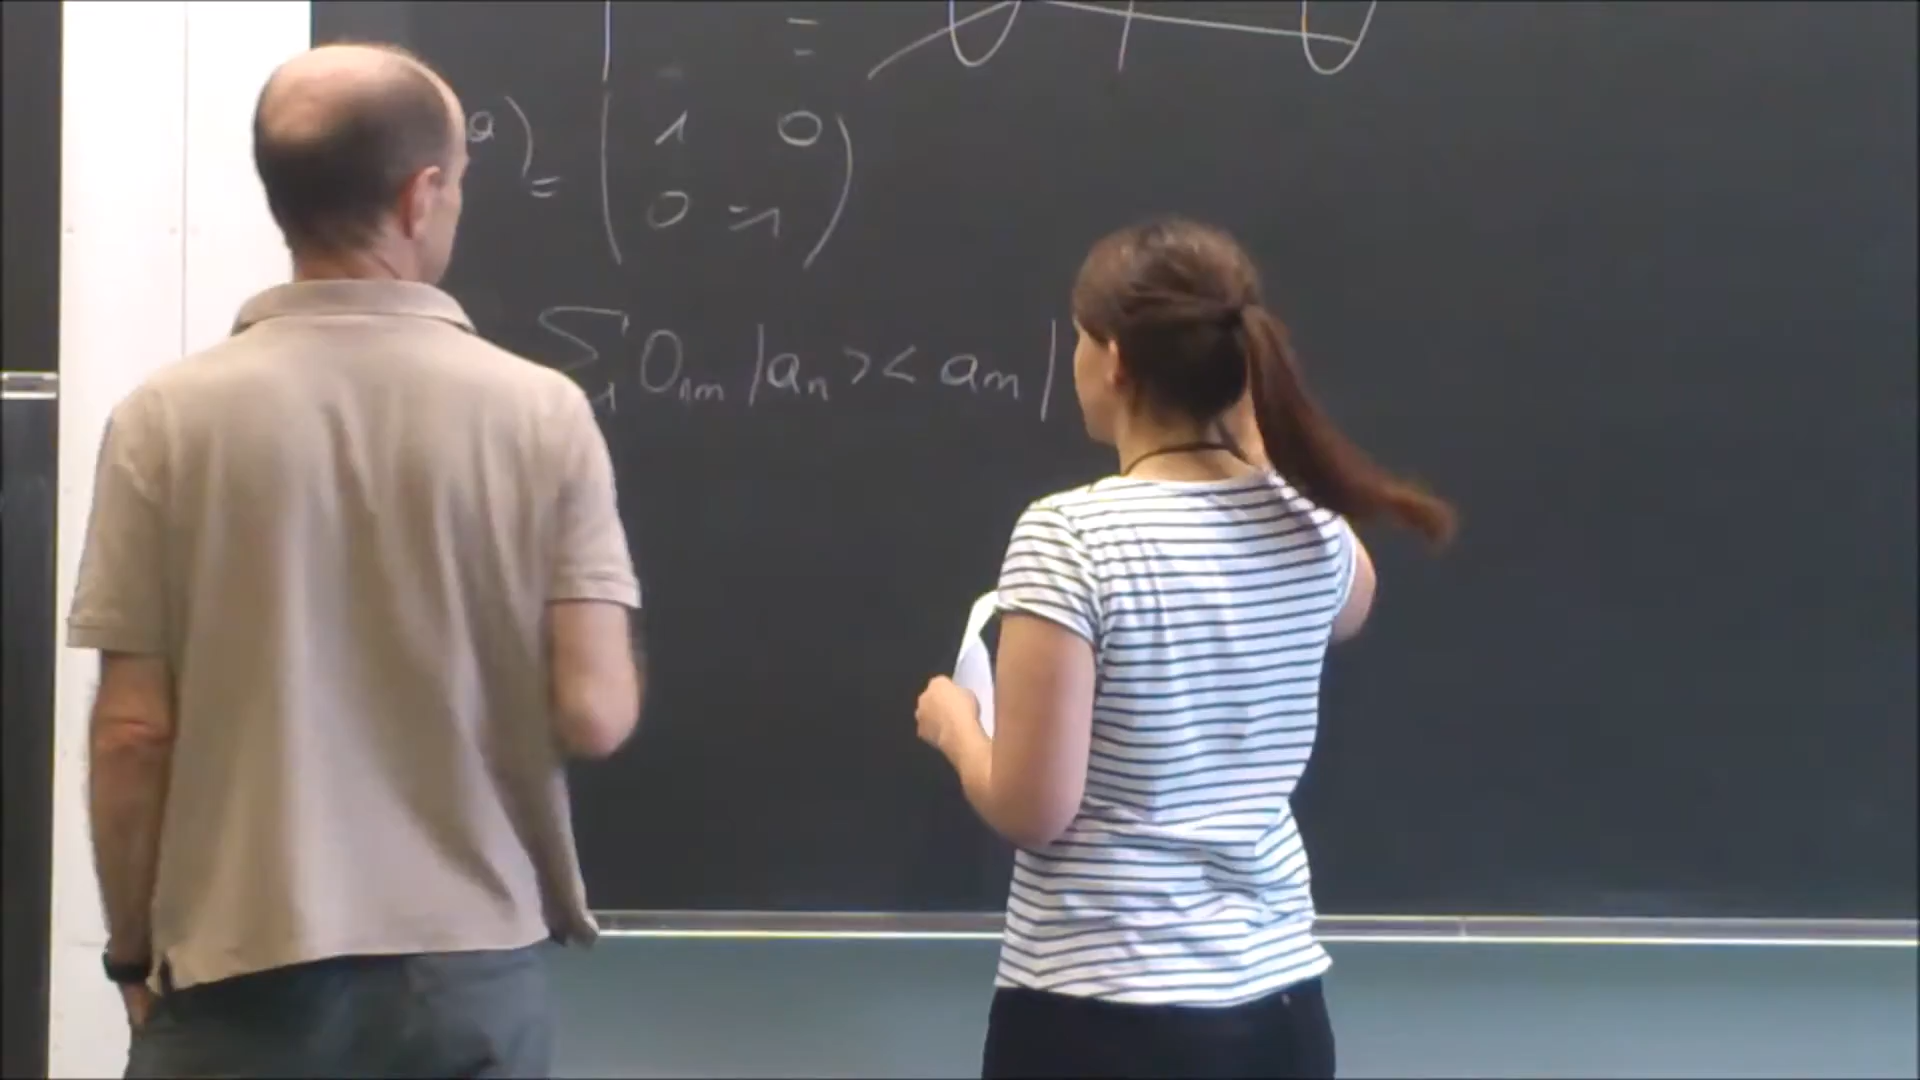 =
a) = ( 1 0
0 -1 )
∑ O_nm |a_n > < a_m |